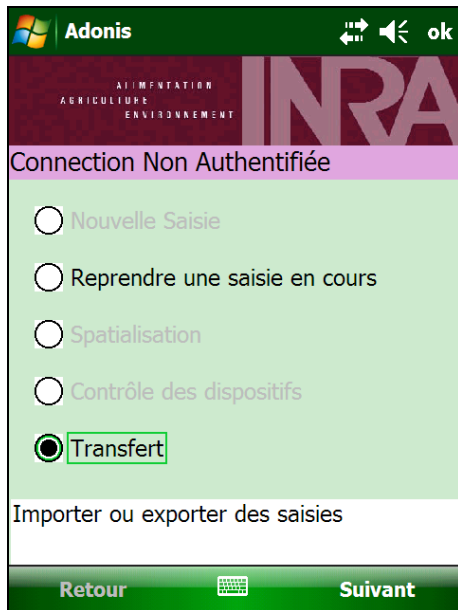 Adonis
ok
ALIMENTATION
AGRICULTURE
ENVIRONNEMENT
INRA
Connection Non Authentifiée
Nouvelle Saisie
Reprendre une saisie en cours
Spatialisation
Contrôle des dispositifs
Transfert
Importer ou exporter des saisies
Retour
Suivant